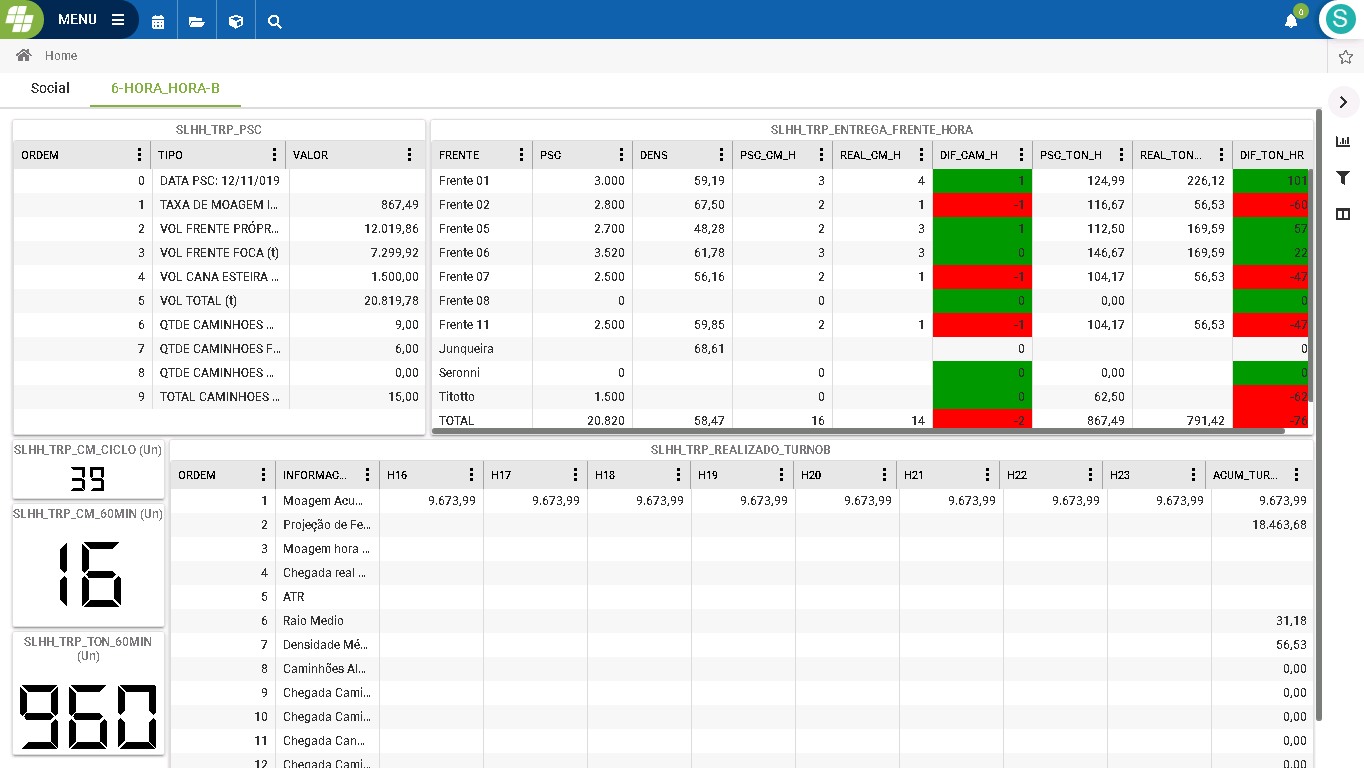 MENU
0
S
Home
Social 6-HORA_HORA-B
SLHH_TRP_PSC
ORDEM TIPO VALOR
0 DATA PSC: 12/11/019
1 TAXA DE MOAGEM I... 867,49
2 VOL FRENTE PRÓPR... 12.019,86
3 VOL FRENTE FOCA (t) 7.299,92
4 VOL CANA ESTEIRA ... 1.500,00
5 VOL TOTAL (t) 20.819,78
6 QTDE CAMINHOES ... 9,00
7 QTDE CAMINHOES F... 6,00
8 QTDE CAMINHOES ... 0,00
9 TOTAL CAMINHOES ... 15,00
SLHH_TRP_ENTREGA_FRENTE_HORA
FRENTE PSC DENS PSC_CM_H REAL_CM_H DIF_CAM_H PSC_TON_H REAL_TON... DIF_TON_HR
Frente 01 3.000 59,19 3 4 1 124,99 226,12 101
Frente 02 2.800 67,50 2 1 -1 116,67 56,53 -60
Frente 05 2.700 48,28 2 3 1 112,50 169,59 57
Frente 06 3.520 61,78 3 3 0 146,67 169,59 22
Frente 07 2.500 56,16 2 1 -1 104,17 56,53 -47
Frente 08 0 0 0 0,00 0
Frente 11 2.500 59,85 2 1 -1 104,17 56,53 -47
Junqueira 68,61 0 0
Seronni 0 0 0 0,00 0
Titotto 1.500 0 0 62,50 -62
TOTAL 20.820 58,47 16 14 -2 867,49 791,42 -76
SLHH_TRP_CM_CICLO (Un)
39
SLHH_TRP_CM_60MIN (Un)
16
SLHH_TRP_TON_60MIN
(Un)
960
SLHH_TRP_REALIZADO_TURNOB
ORDEM INFORMAC... H16 H17 H18 H19 H20 H21 H22 H23 AGUM_TUR...
1 Moagem Acu... 9.673,99 9.673,99 9.673,99 9.673,99 9.673,99 9.673,99 9.673,99 9.673,99 9.673,99
2 Projeção de Fe... 18.463,68
3 Moagem hora ...
4 Chegada real ...
5 ATR
6 Raio Medio 31,18
7 Densidade Mé... 56,53
8 Caminhões Al... 0,00
9 Chegada Cami... 0,00
10 Chegada Cami... 0,00
11 Chegada Can... 0,00
12 Chegada Cami... 0,00